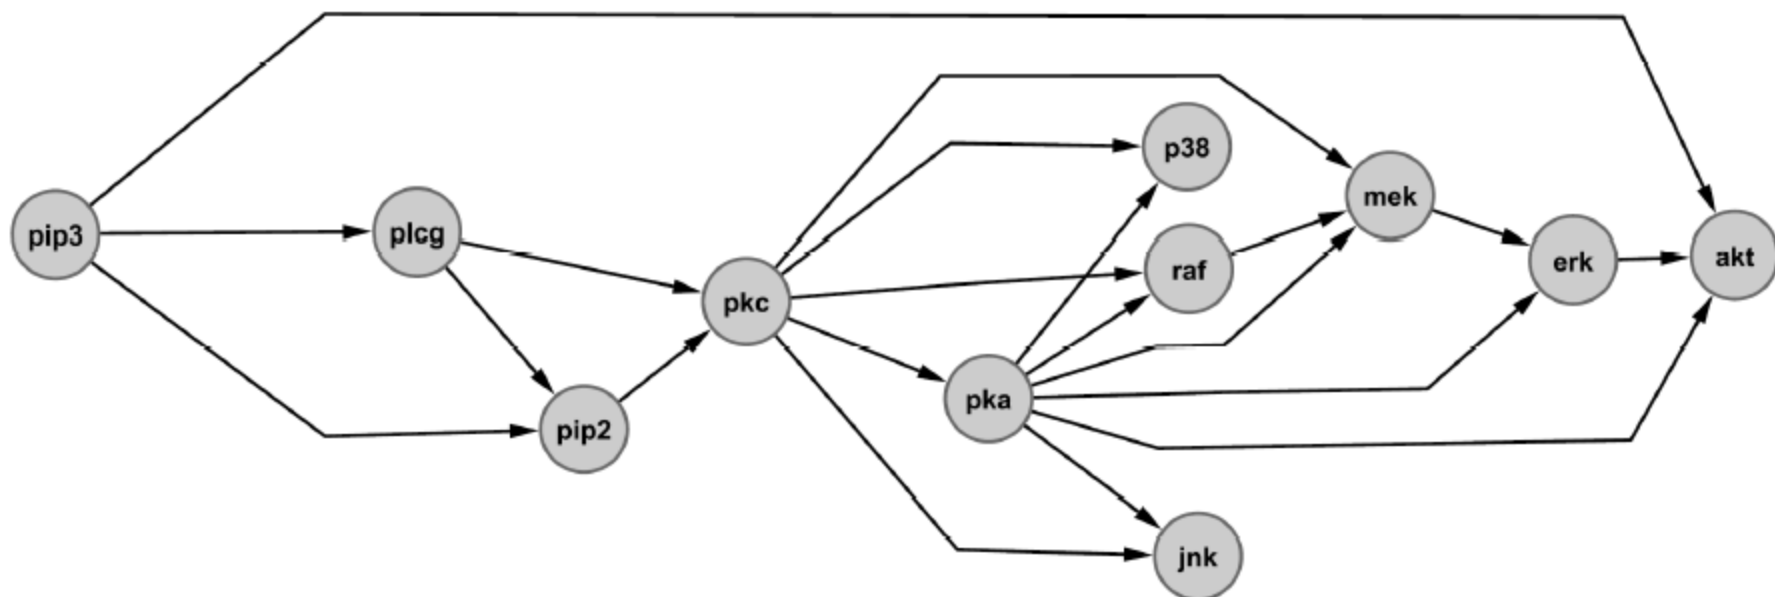 pip3
plcg
pip2
pkc
pka
p38
raf
jnk
mek
erk
akt